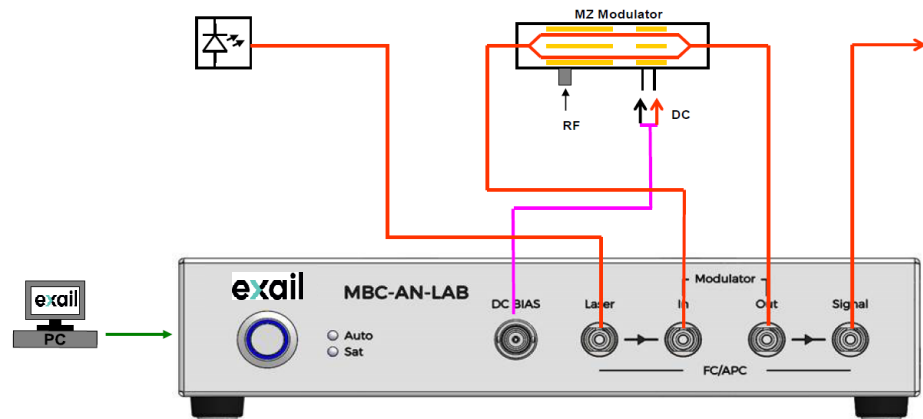 MZ Modulator
RF
DC
exail
MBC-AN-LAB
DC BIAS
Laser
Modulator
In
Out
Signal
Auto
Sat
FC/APC
exail
PC